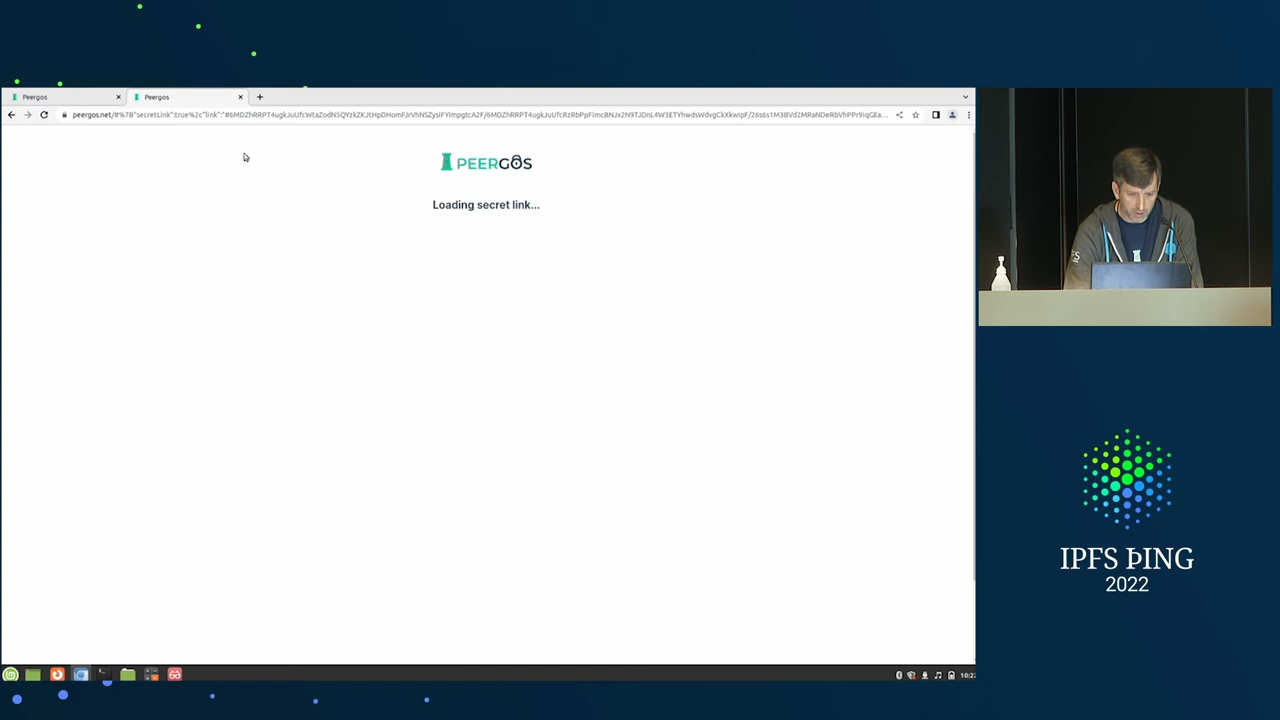 Peergos
Peergos
PEERGOS
Loading secret link...
IPFS ÞING
2022